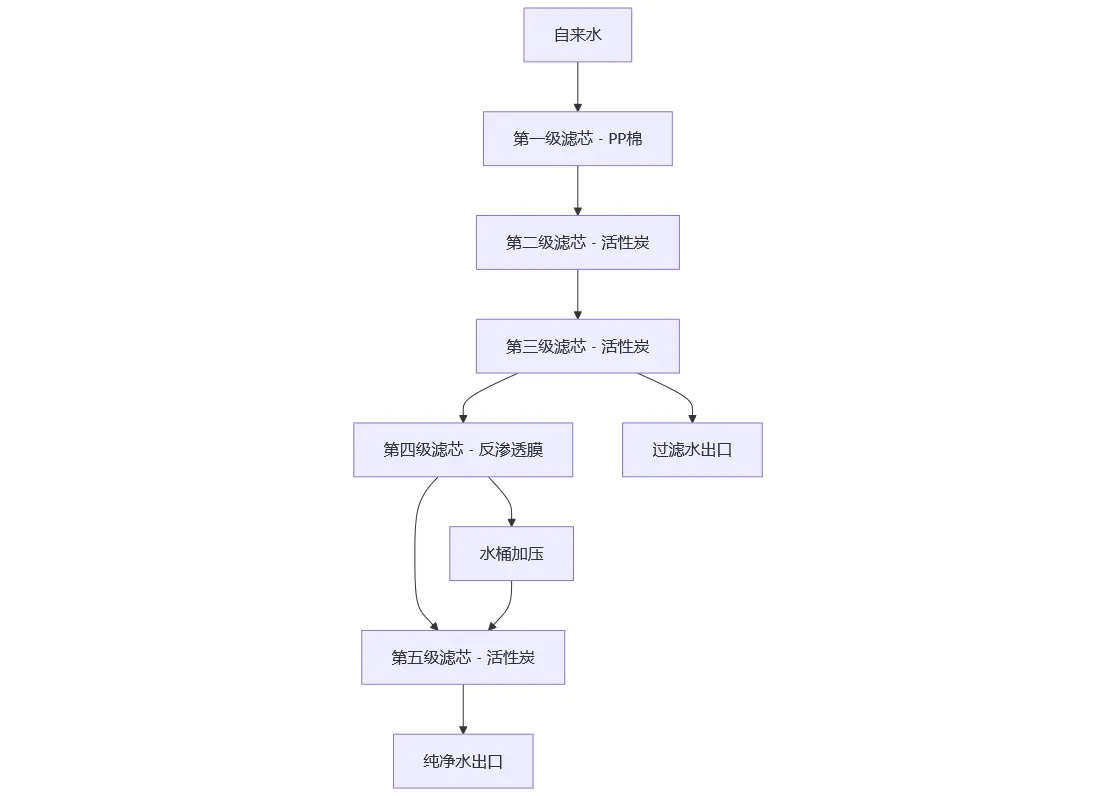 自来水
第一级滤芯 - PP棉
第二级滤芯 - 活性炭
第三级滤芯 - 活性炭
第四级滤芯 - 反渗透膜
过滤水出口
水桶加压
第五级滤芯 - 活性炭
纯净水出口